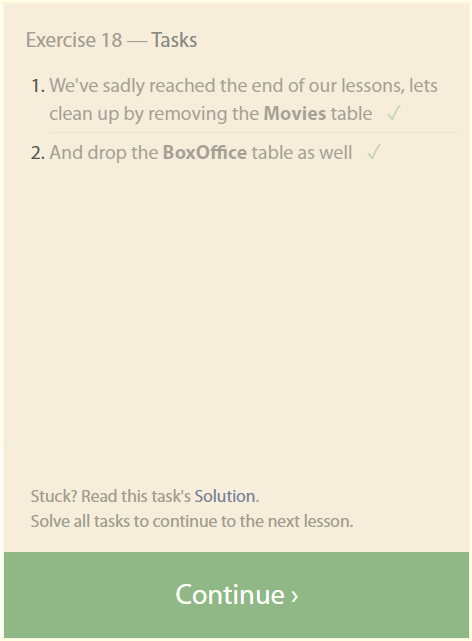 Exercise 18 — Tasks
1. We've sadly reached the end of our lessons, lets
clean up by removing the Movies table ✓
2. And drop the BoxOffice table as well ✓
Stuck? Read this task's Solution.
Solve all tasks to continue to the next lesson.
Continue ›